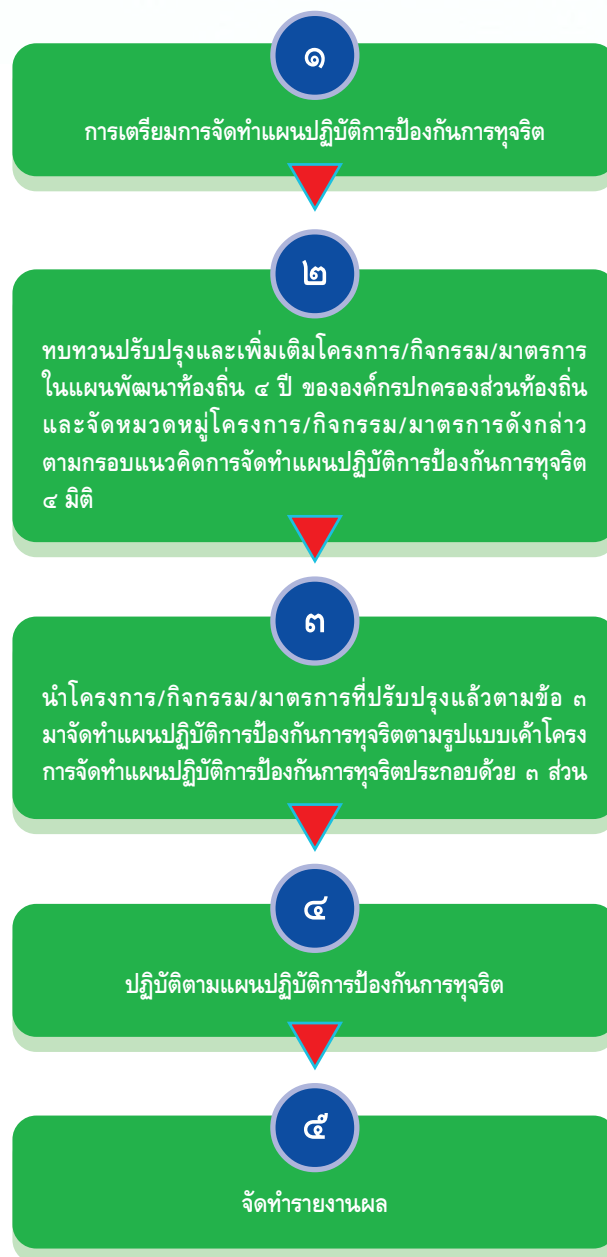 ๑
การเตรียมการจัดทำแผนปฏิบัติการป้องกันการทุจริต
๒
ทบทวนปรับปรุงและเพิ่มเติมโครงการ/กิจกรรม/มาตรการ
ในแผนพัฒนาท้องถิ่น ๔ ปี ขององค์กรปกครองส่วนท้องถิ่น
และจัดหมวดหมู่โครงการ/กิจกรรม/มาตรการดังกล่าว
ตามกรอบแนวคิดการจัดทำแผนปฏิบัติการป้องกันการทุจริต
๔ มิติ
๓
นำโครงการ/กิจกรรม/มาตรการที่ปรับปรุงแล้วตามข้อ ๓
มาจัดทำแผนปฏิบัติการป้องกันการทุจริตตามรูปแบบเค้าโครง
การจัดทำแผนปฏิบัติการป้องกันการทุจริตประกอบด้วย ๓ ส่วน
๔
ปฏิบัติตามแผนปฏิบัติการป้องกันการทุจริต
๕
จัดทำรายงานผล